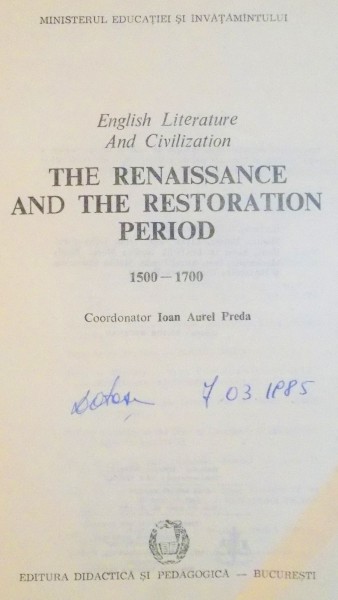 MINISTERUL EDUCAŢIEI ŞI INVĂŢĂMÎNTULUI
English Literature
And Civilization
THE RENAISSANCE
AND THE RESTORATION
PERIOD
1500 — 1700
Coordonator Ioan Aurel Preda
7 03 1985
EDITURA DIDACTICĂ ŞI PEDAGOGICĂ — BUCUREŞTI